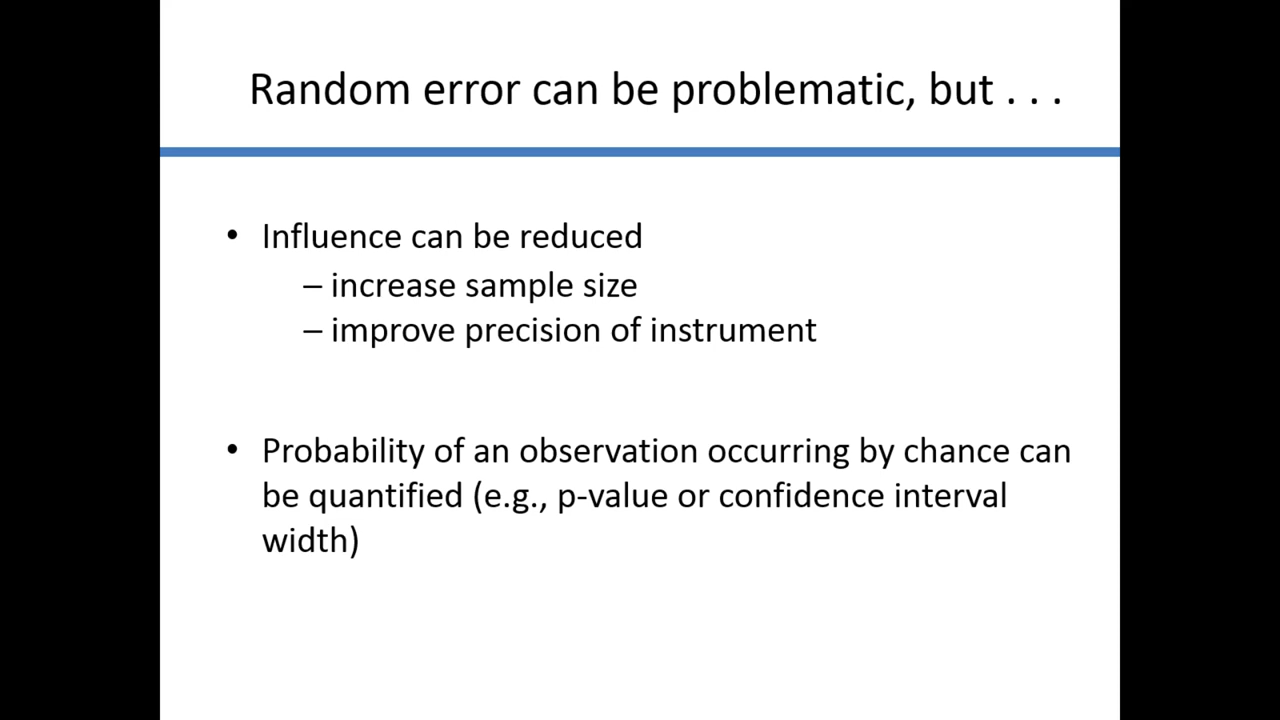 Random error can be problematic, but . . .
• Influence can be reduced
– increase sample size
– improve precision of instrument
• Probability of an observation occurring by chance can
be quantified (e.g., p-value or confidence interval
width)